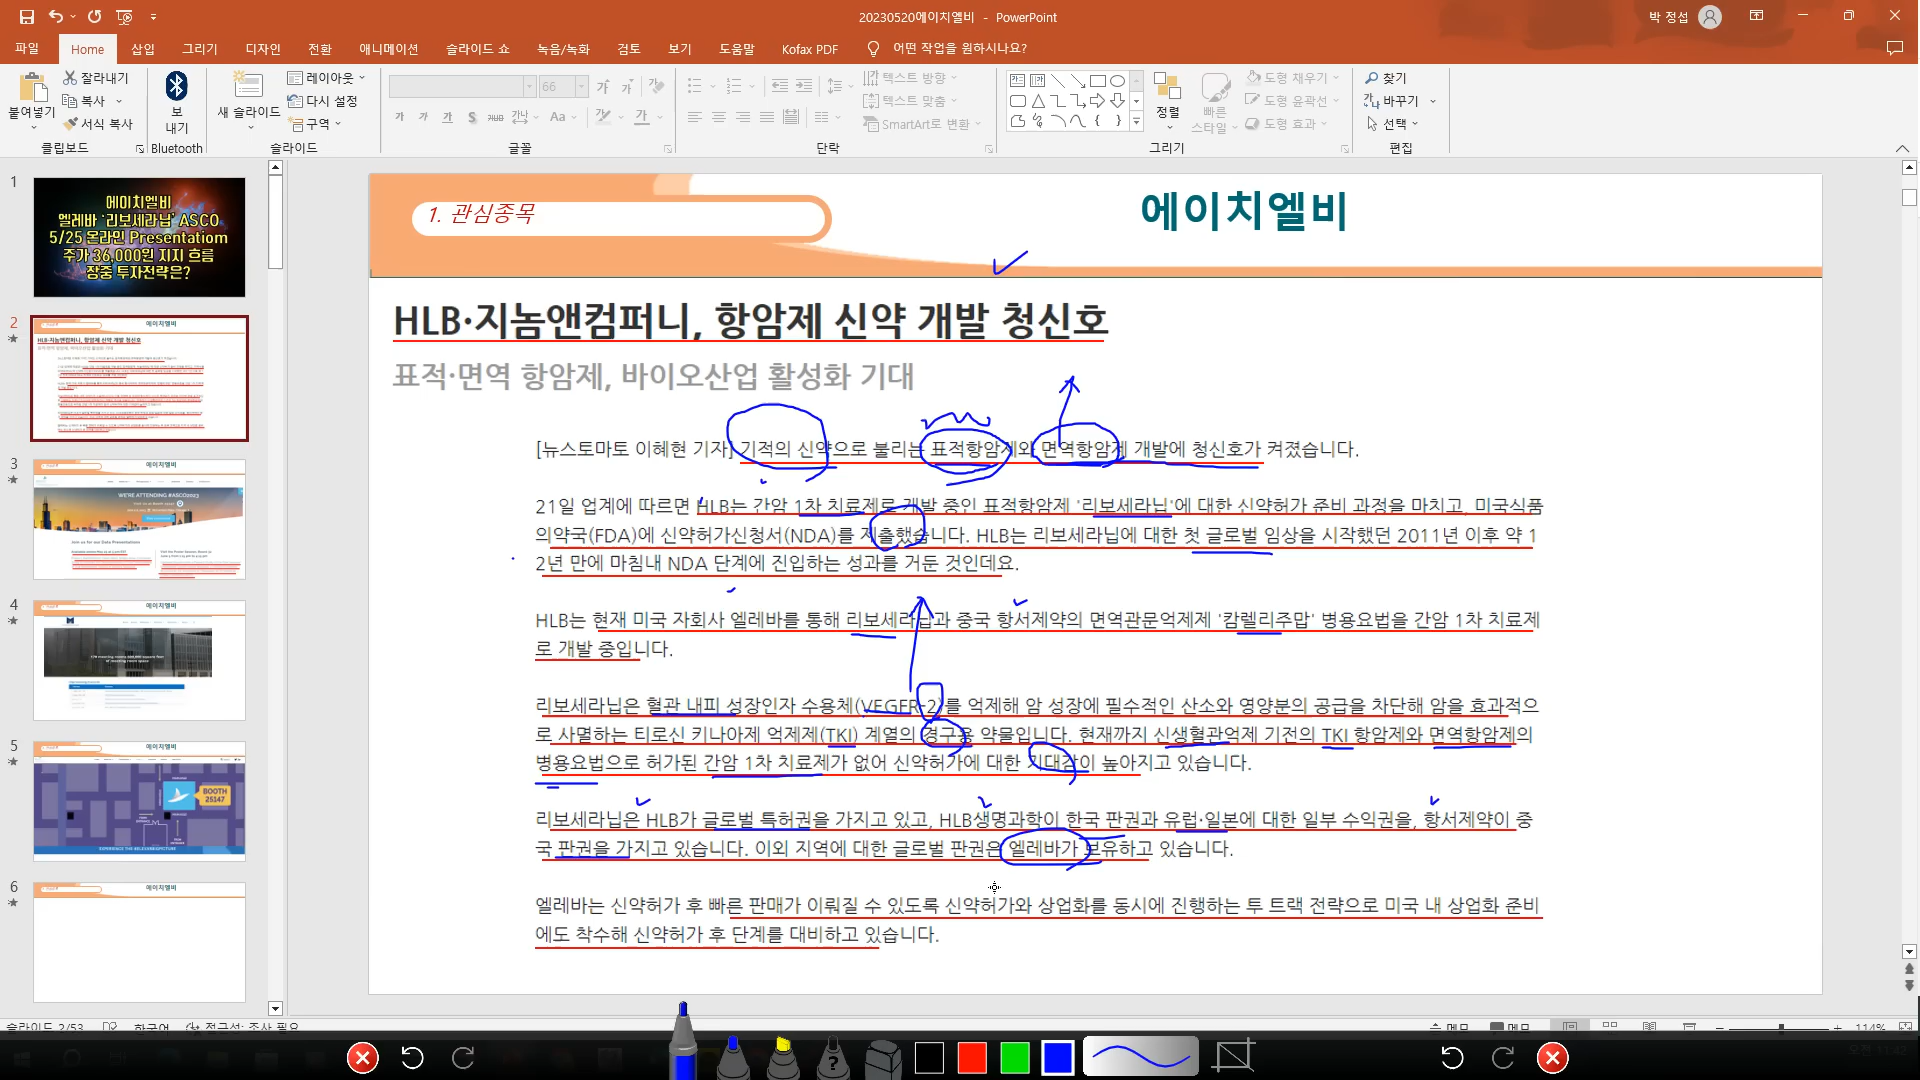 20230520에이치엘비 - PowerPoint
박 정섭
파일
Home
삽입
그리기
디자인
전환
애니메이션
슬라이드 쇼
녹음/녹화
검토
보기
도움말
Kofax PDF
어떤 작업을 원하시나요?
붙여넣기
잘라내기
복사
서식 복사
클립보드
보
내기
Bluetooth
새 슬라이드
레이아웃
다시 설정
구역
슬라이드
66
글꼴
텍스트 방향
텍스트 맞춤
SmartArt로 변환
단락
정렬
빠른
스타일
도형 채우기
도형 윤곽선
도형 효과
그리기
찾기
바꾸기
선택
편집
1
에이치엘비
엘레바 '리보세라닙' ASCO
5/25 온라인 Presentatiom
주가 36,000원 지지 흐름
장중 투자전략은?
2
3
WE'RE ATTENDING #ASCO2023
4
5
BOOTH
25147
6
1. 관심종목
에이치엘비
HLB·지놈앤컴퍼니, 항암제 신약 개발 청신호
표적·면역 항암제, 바이오산업 활성화 기대
[뉴스토마토 이혜현 기자] 기적의 신약으로 불리는 표적항암제와 면역항암제 개발에 청신호가 켜졌습니다.
21일 업계에 따르면 HLB는 간암 1차 치료제로 개발 중인 표적항암제 '리보세라닙'에 대한 신약허가 준비 과정을 마치고, 미국식품
의약국(FDA)에 신약허가신청서(NDA)를 제출했습니다. HLB는 리보세라닙에 대한 첫 글로벌 임상을 시작했던 2011년 이후 약 1
2년 만에 마침내 NDA 단계에 진입하는 성과를 거둔 것인데요.
HLB는 현재 미국 자회사 엘레바를 통해 리보세라닙과 중국 항서제약의 면역관문억제제 '캄렐리주맙' 병용요법을 간암 1차 치료제
로 개발 중입니다.
리보세라닙은 혈관 내피 성장인자 수용체(VEGFR-2)를 억제해 암 성장에 필수적인 산소와 영양분의 공급을 차단해 암을 효과적으
로 사멸하는 티로신 키나아제 억제제(TKI) 계열의 경구용 약물입니다. 현재까지 신생혈관억제 기전의 TKI 항암제와 면역항암제의
병용요법으로 허가된 간암 1차 치료제가 없어 신약허가에 대한 기대감이 높아지고 있습니다.
리보세라닙은 HLB가 글로벌 특허권을 가지고 있고, HLB생명과학이 한국 판권과 유럽·일본에 대한 일부 수익권을, 항서제약이 중
국 판권을 가지고 있습니다. 이외 지역에 대한 글로벌 판권은 엘레바가 보유하고 있습니다.
엘레바는 신약허가 후 빠른 판매가 이뤄질 수 있도록 신약허가와 상업화를 동시에 진행하는 투 트랙 전략으로 미국 내 상업화 준비
에도 착수해 신약허가 후 단계를 대비하고 있습니다.
슬라이드 2/53
한국어
접근성: 조사 필요
메모
114%